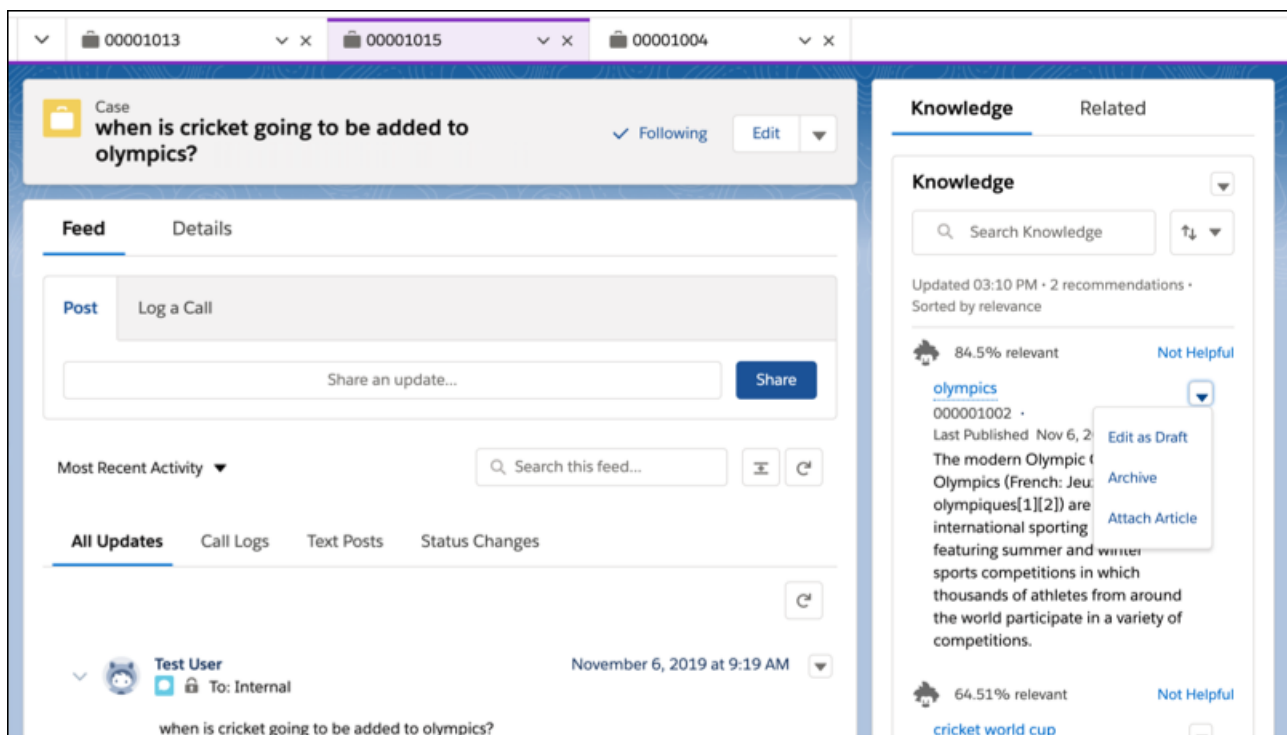 00001013
00001015
00001004
Case
when is cricket going to be added to
olympics?
Following
Edit
Feed
Details
Post
Log a Call
Share an update...
Share
Most Recent Activity
Search this feed...
All Updates
Call Logs
Text Posts
Status Changes
Test User
November 6, 2019 at 9:19 AM
To: Internal
when is cricket going to be added to olympics?
Knowledge
Related
Knowledge
Search Knowledge
Updated 03:10 PM • 2 recommendations •
Sorted by relevance
84.5% relevant
Not Helpful
olympics
000001002 •
Last Published Nov 6, 2
The modern Olympic
Olympics (French: Jeu
olympiques[1][2]) are
international sporting
featuring summer and winter
sports competitions in which
thousands of athletes from around
the world participate in a variety of
competitions.
Edit as Draft
Archive
Attach Article
64.51% relevant
Not Helpful
cricket world cup